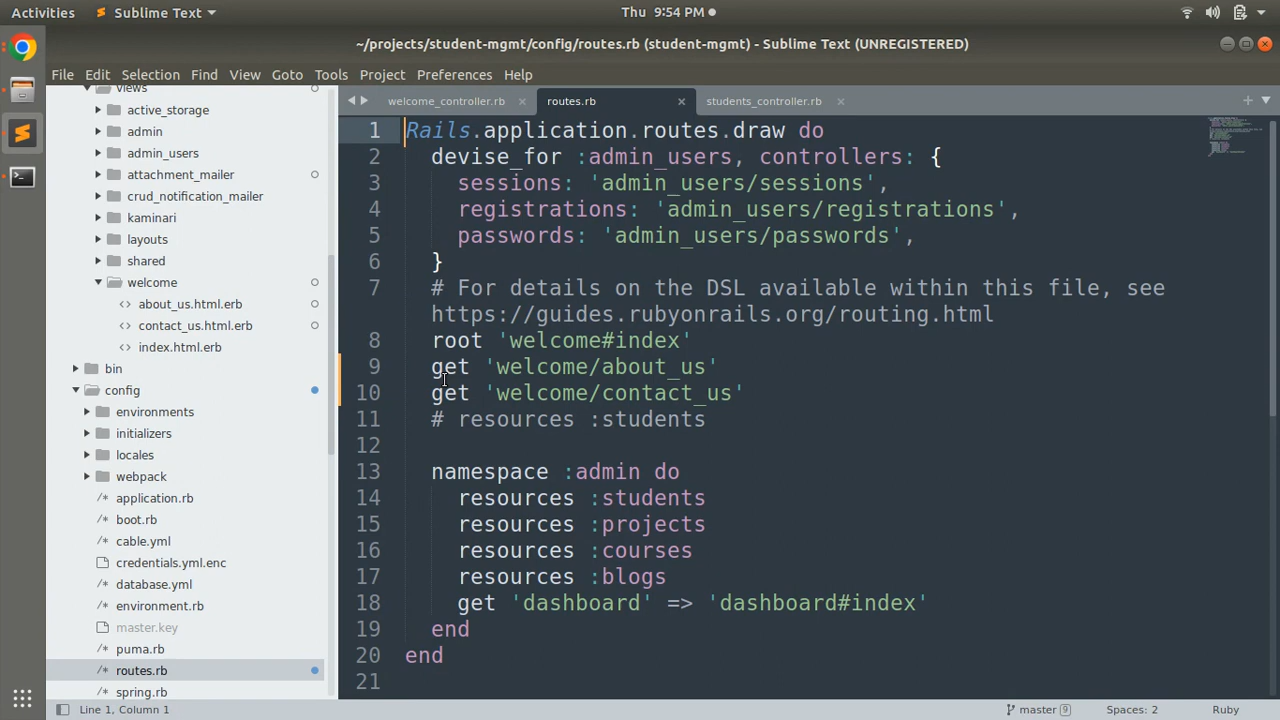 Activities Sublime Text Thu 9:54 PM
~/projects/student-mgmt/config/routes.rb (student-mgmt) - Sublime Text (UNREGISTERED)
File Edit Selection Find View Goto Tools Project Preferences Help
views
active_storage
admin
admin_users
attachment_mailer
crud_notification_mailer
kaminari
layouts
shared
welcome
<> about_us.html.erb
<> contact_us.html.erb
<> index.html.erb
bin
config
environments
initializers
locales
webpack
/* application.rb
/* boot.rb
/* cable.yml
credentials.yml.enc
/* database.yml
/* environment.rb
master.key
/* puma.rb
/* routes.rb
/* spring.rb
welcome_controller.rb × routes.rb × students_controller.rb ×
1 Rails.application.routes.draw do
2 devise_for :admin_users, controllers: {
3 sessions: 'admin_users/sessions',
4 registrations: 'admin_users/registrations',
5 passwords: 'admin_users/passwords',
6 }
7 # For details on the DSL available within this file, see
https://guides.rubyonrails.org/routing.html
8 root 'welcome#index'
9 get 'welcome/about_us'
10 get 'welcome/contact_us'
11 # resources :students
12
13 namespace :admin do
14 resources :students
15 resources :projects
16 resources :courses
17 resources :blogs
18 get 'dashboard' => 'dashboard#index'
19 end
20 end
21
Line 1, Column 1 master 9 Spaces: 2 Ruby